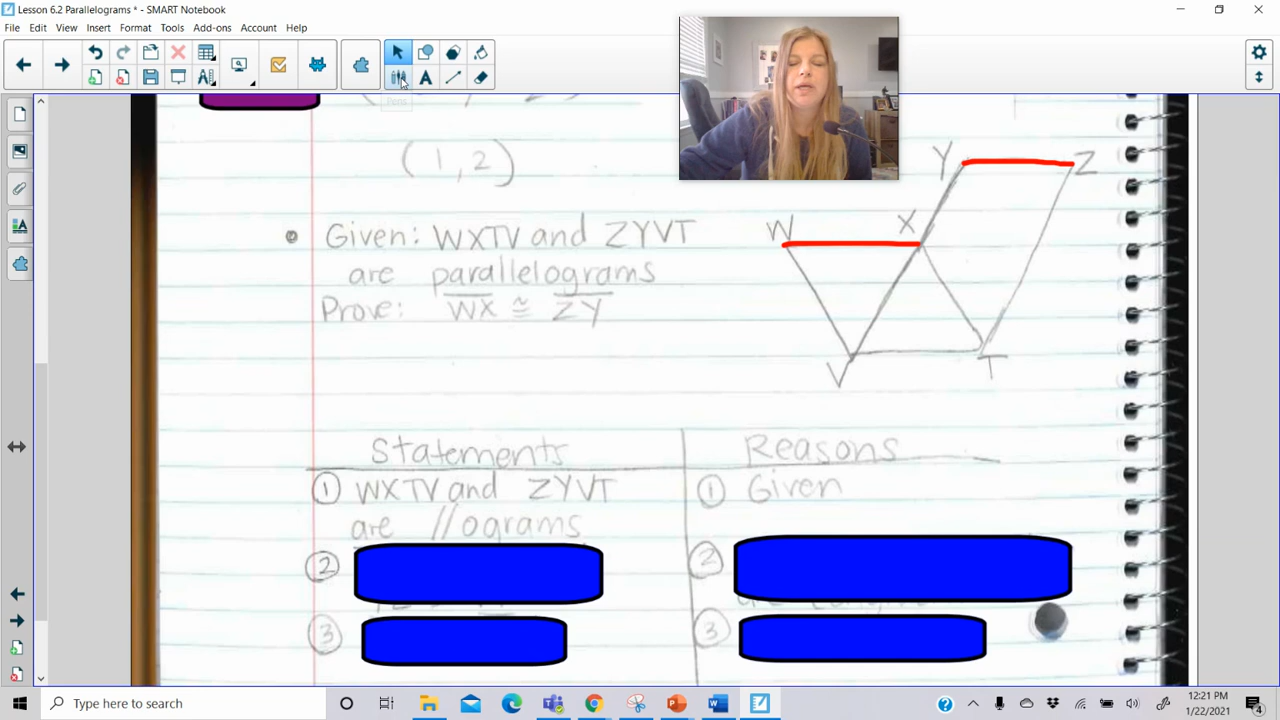 Lesson 6.2 Parallelograms * - SMART Notebook
File Edit View Insert Format Tools Add-ons Account Help
Pens
(1,2)
Y Z
W X
• Given: WXTV and ZYVT
are parallelograms
Prove: WX ≅ ZY
V T
Statements Reasons
① WXTV and ZYVT ① Given
are //ograms
② ②
③ ③
Type here to search
12:21 PM
1/22/2021
4